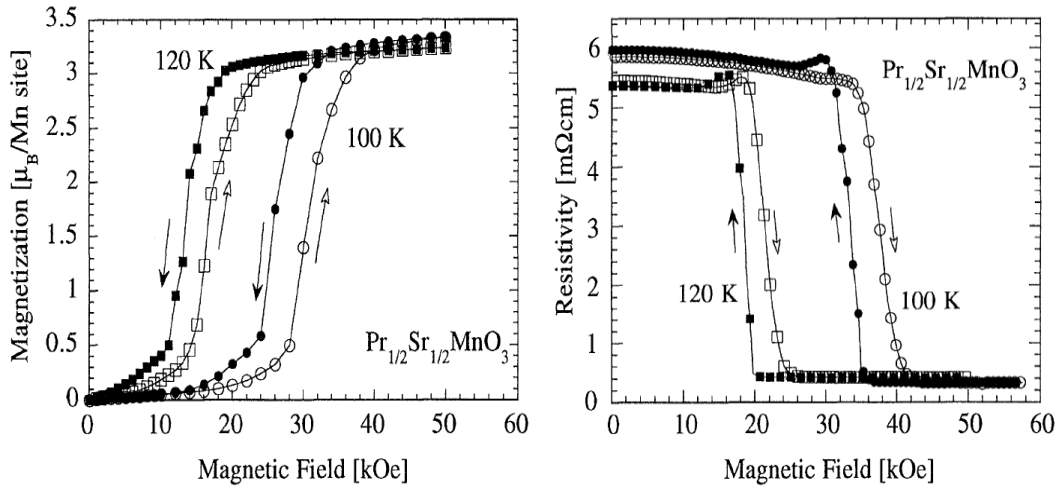 3.5
3
2.5
2
1.5
1
0.5
0
0
10
20
30
40
50
60
Magnetization [μB/Mn site]
Magnetic Field [kOe]
120 K
100 K
Pr1/2Sr1/2MnO3
6
5
4
3
2
1
0
0
10
20
30
40
50
60
Resistivity [mΩcm]
Magnetic Field [kOe]
Pr1/2Sr1/2MnO3
120 K
100 K